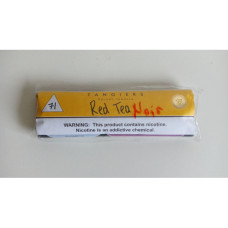 TANGIERS
71
Red Tea Noir
WARNING: This product contains nicotine.
Nicotine is an addictive chemical.